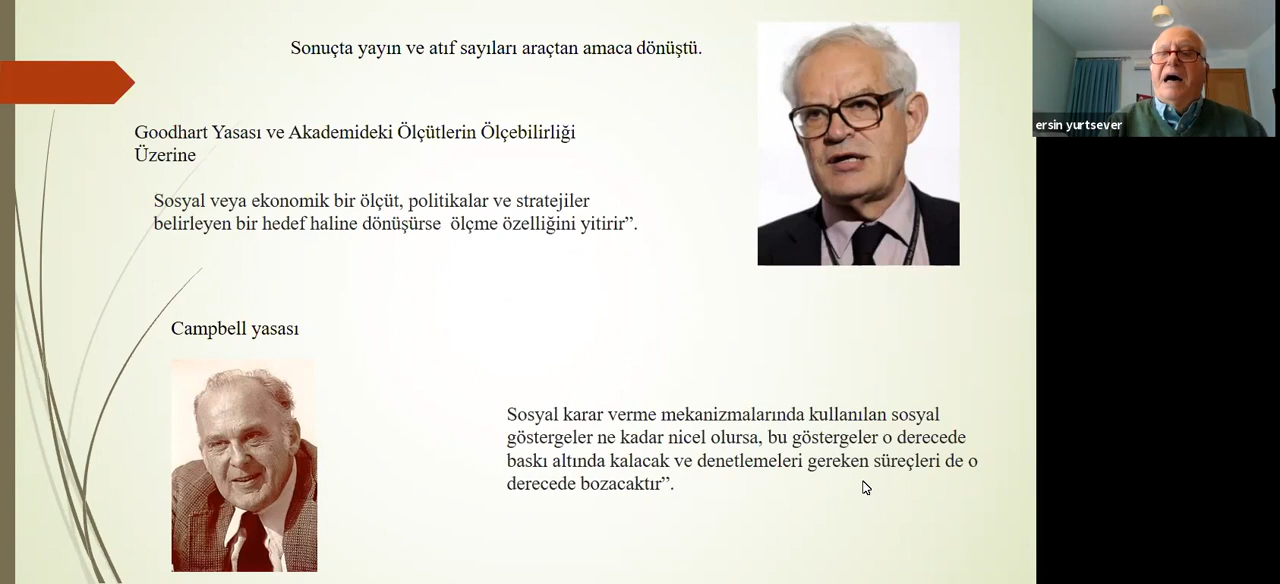 Sonuçta yayın ve atıf sayıları araçtan amaca dönüştü.
ersin yurtsever
Goodhart Yasası ve Akademideki Ölçütlerin Ölçebilirliği
Üzerine
Sosyal veya ekonomik bir ölçüt, politikalar ve stratejiler
belirleyen bir hedef haline dönüşürse ölçme özelliğini yitirir”.
Campbell yasası
Sosyal karar verme mekanizmalarında kullanılan sosyal
göstergeler ne kadar nicel olursa, bu göstergeler o derecede
baskı altında kalacak ve denetlemeleri gereken süreçleri de o
derecede bozacaktır”.